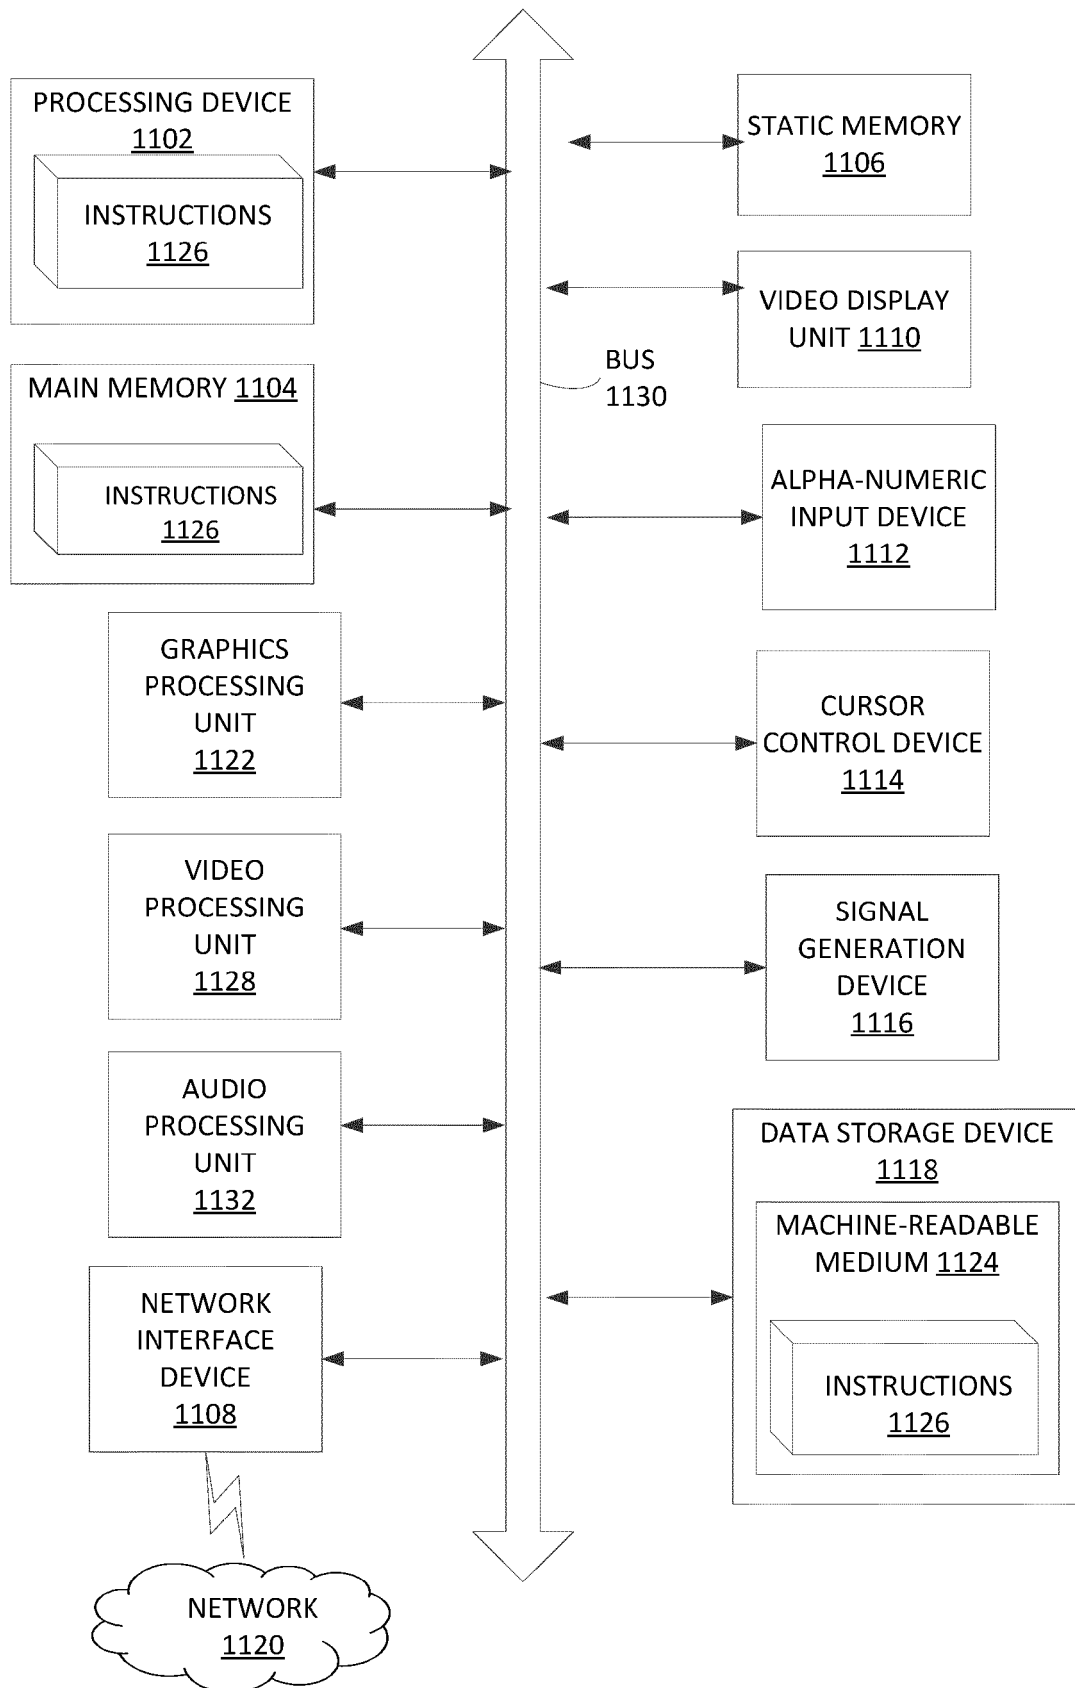 PROCESSING DEVICE
1102
INSTRUCTIONS
1126
MAIN MEMORY 1104
INSTRUCTIONS
1126
GRAPHICS
PROCESSING
UNIT
1122
VIDEO
PROCESSING
UNIT
1128
AUDIO
PROCESSING
UNIT
1132
NETWORK
INTERFACE
DEVICE
1108
NETWORK
1120
BUS
1130
STATIC MEMORY
1106
VIDEO DISPLAY
UNIT 1110
ALPHA-NUMERIC
INPUT DEVICE
1112
CURSOR
CONTROL DEVICE
1114
SIGNAL
GENERATION
DEVICE
1116
DATA STORAGE DEVICE
1118
MACHINE-READABLE
MEDIUM 1124
INSTRUCTIONS
1126